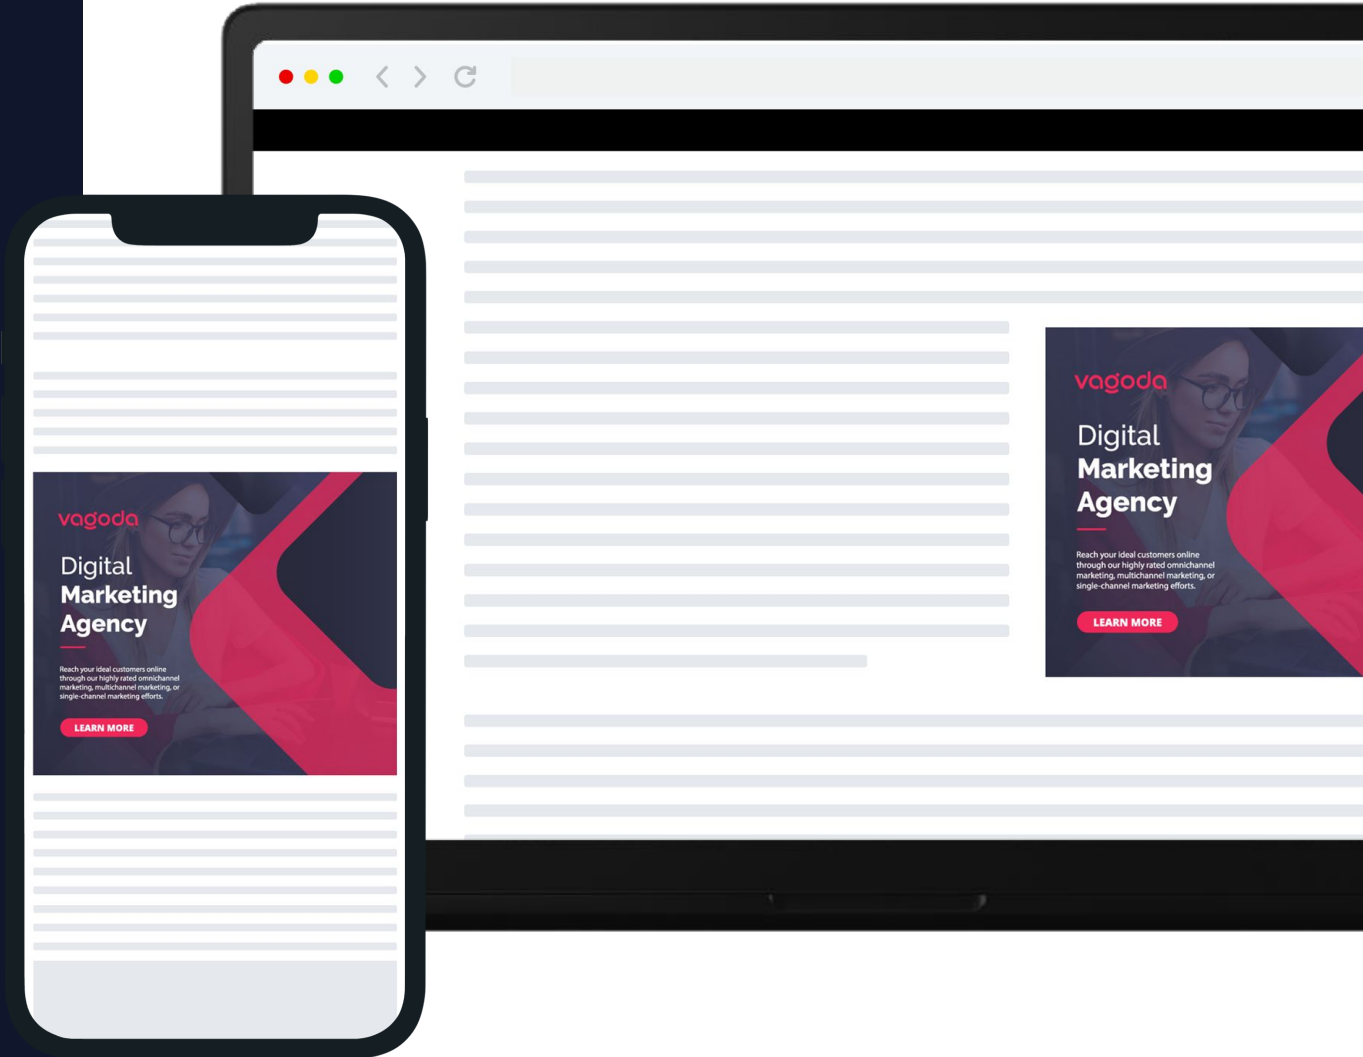 vagoda
Digital
Marketing
Agency
Reach your ideal customers online
through our highly rated omnichannel
marketing, multichannel marketing, or
single-channel marketing efforts.
LEARN MORE
vagoda
Digital
Marketing
Agency
Reach your ideal customers online
through our highly rated omnichannel
marketing, multichannel marketing, or
single-channel marketing efforts.
LEARN MORE